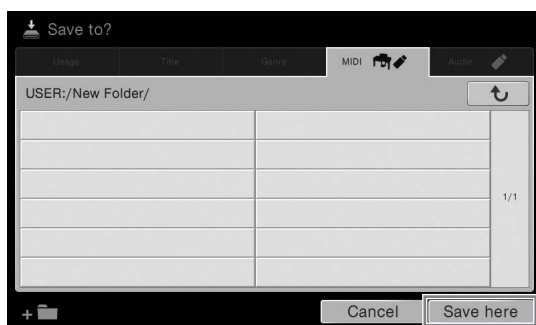 Save to?
Usage Title Genre MIDI Audio
USER:/New Folder/
1/1
+
Cancel Save here